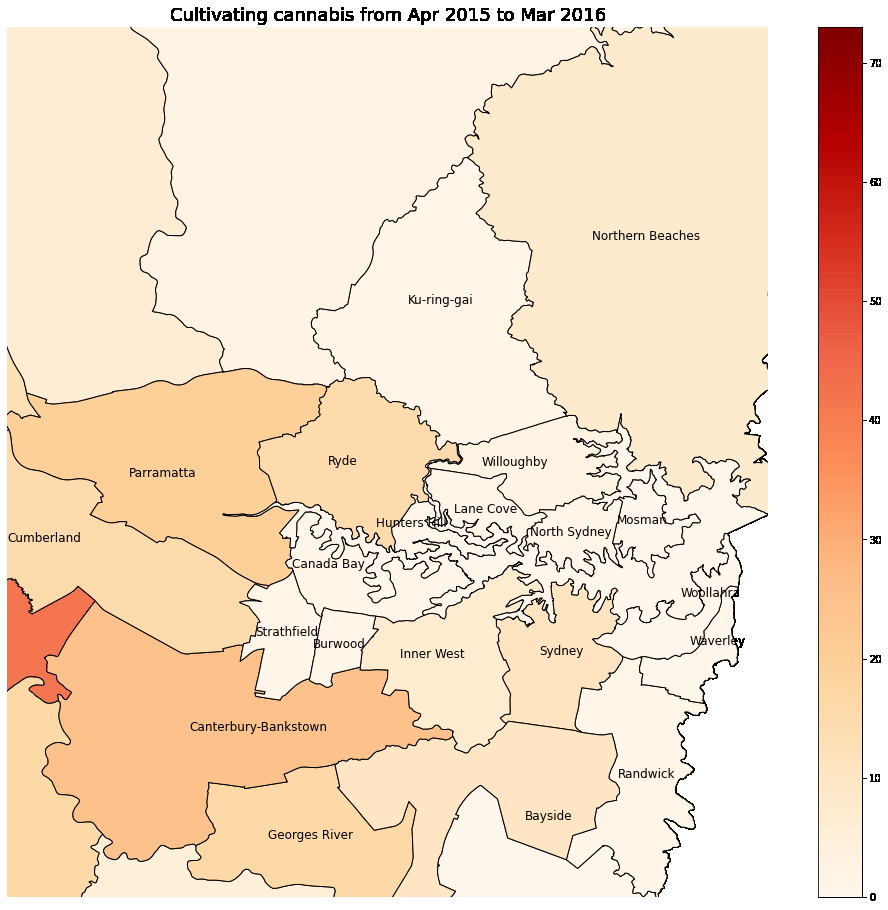 Cultivating cannabis from Apr 2015 to Mar 2016
70
60
Northern Beaches
50
Ku-ring-gai
40
Ryde
Willoughby
Parramatta
Lane Cove
Hunters Hill
Mosman
North Sydney
Cumberland
30
Canada Bay
Woollahra
Strathfield
Burwood
Waverley
Inner West
Sydney
20
Canterbury-Bankstown
Randwick
10
Bayside
Georges River
0